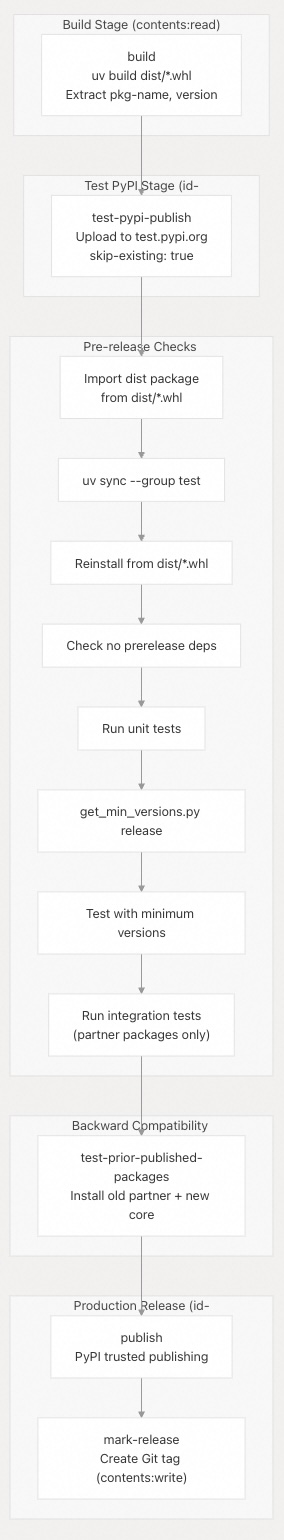 Build Stage (contents:read)
build
uv build dist/*.whl
Extract pkg-name, version
Test PyPI Stage (id-
test-pypi-publish
Upload to test.pypi.org
skip-existing: true
Pre-release Checks
Import dist package
from dist/*.whl
uv sync --group test
Reinstall from dist/*.whl
Check no prerelease deps
Run unit tests
get_min_versions.py
release
Test with minimum
versions
Run integration tests
(partner packages only)
Backward Compatibility
test-prior-published-
packages
Install old partner + new
core
Production Release (id-
publish
PyPI trusted publishing
mark-release
Create Git tag
(contents:write)